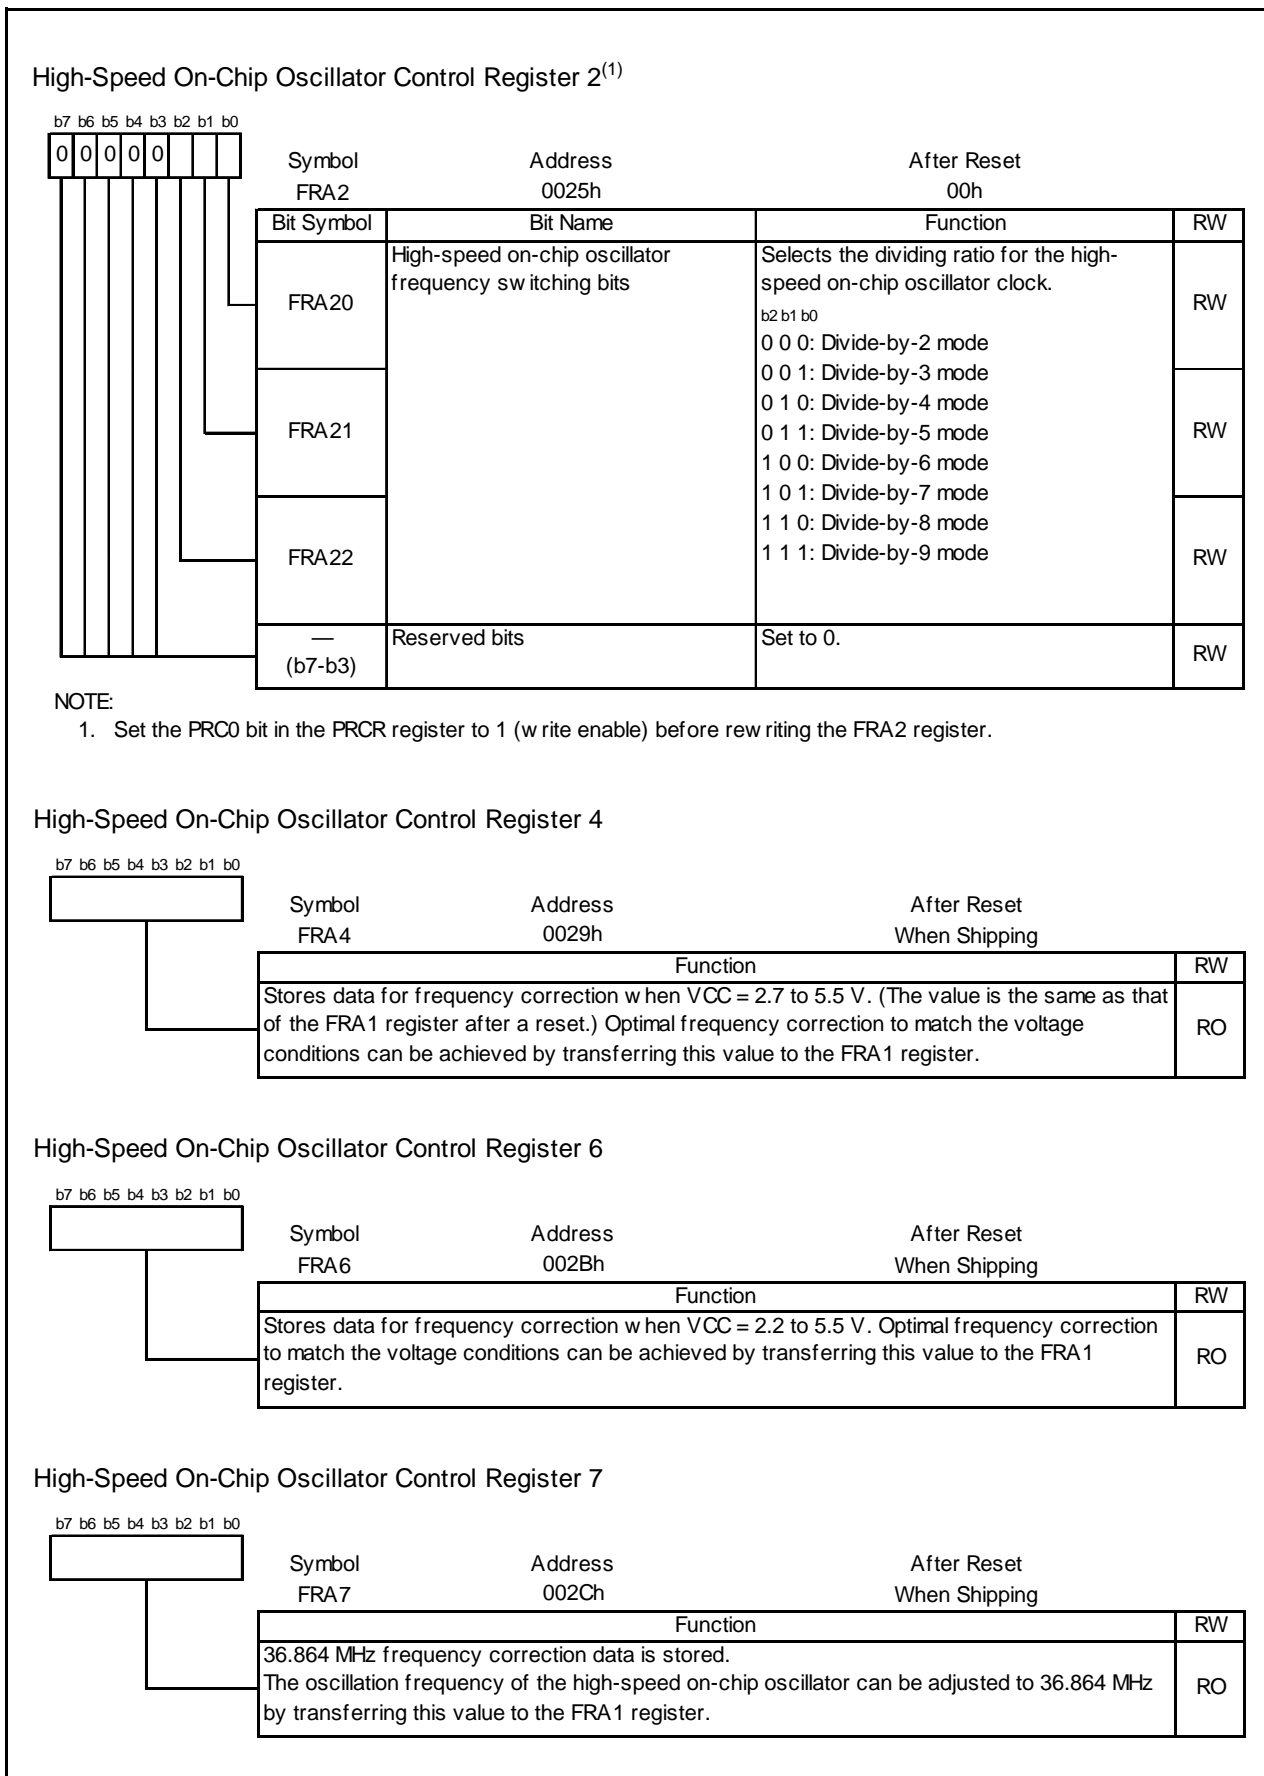 High-Speed On-Chip Oscillator Control Register 2(1)
b7 b6 b5 b4 b3 b2 b1 b0
0 0 0 0 0
Symbol Address After Reset
FRA2 0025h 00h
Bit Symbol Bit Name Function RW
FRA20 High-speed on-chip oscillator frequency switching bits Selects the dividing ratio for the high-
speed on-chip oscillator clock. RW
b2 b1 b0
0 0 0: Divide-by-2 mode
0 0 1: Divide-by-3 mode
0 1 0: Divide-by-4 mode
FRA21 0 1 1: Divide-by-5 mode RW
1 0 0: Divide-by-6 mode
1 0 1: Divide-by-7 mode
1 1 0: Divide-by-8 mode
FRA22 1 1 1: Divide-by-9 mode RW
— Reserved bits Set to 0. RW
(b7-b3)
NOTE:
1. Set the PRC0 bit in the PRCR register to 1 (write enable) before rewriting the FRA2 register.
High-Speed On-Chip Oscillator Control Register 4
b7 b6 b5 b4 b3 b2 b1 b0
Symbol Address After Reset
FRA4 0029h When Shipping
Function RW
Stores data for frequency correction when VCC = 2.7 to 5.5 V. (The value is the same as that
of the FRA1 register after a reset.) Optimal frequency correction to match the voltage RO
conditions can be achieved by transferring this value to the FRA1 register.
High-Speed On-Chip Oscillator Control Register 6
b7 b6 b5 b4 b3 b2 b1 b0
Symbol Address After Reset
FRA6 002Bh When Shipping
Function RW
Stores data for frequency correction when VCC = 2.2 to 5.5 V. Optimal frequency correction
to match the voltage conditions can be achieved by transferring this value to the FRA1 RO
register.
High-Speed On-Chip Oscillator Control Register 7
b7 b6 b5 b4 b3 b2 b1 b0
Symbol Address After Reset
FRA7 002Ch When Shipping
Function RW
36.864 MHz frequency correction data is stored.
The oscillation frequency of the high-speed on-chip oscillator can be adjusted to 36.864 MHz RO
by transferring this value to the FRA1 register.